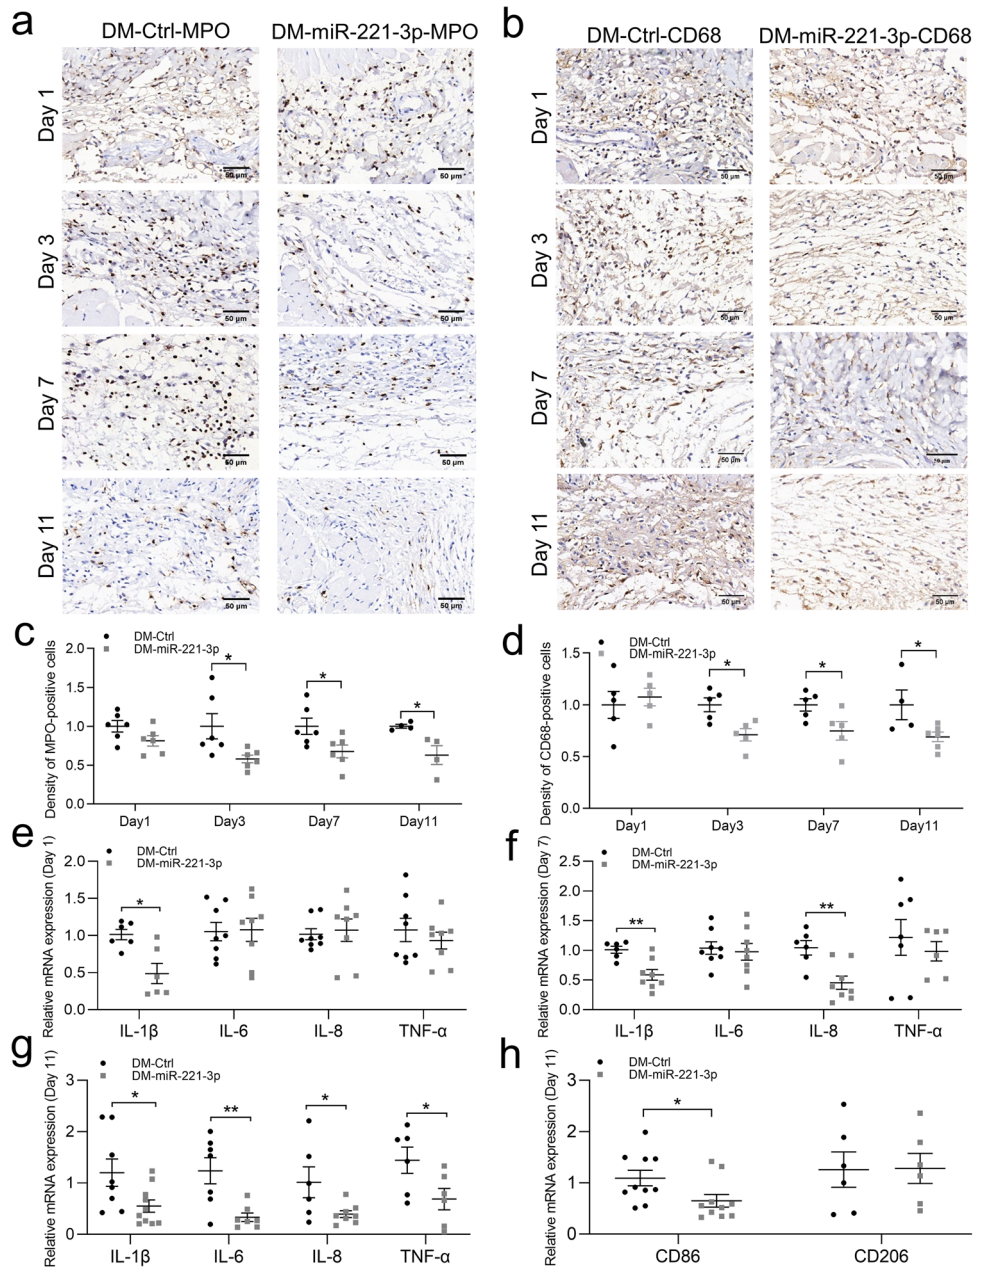 a
DM-Ctrl-MPO
DM-miR-221-3p-MPO
b
DM-Ctrl-CD68
DM-miR-221-3p-CD68
Day 1
50 µm
50 µm
Day 1
50 µm
50 µm
Day 3
50 µm
50 µm
Day 3
50 µm
50 µm
Day 7
50 µm
50 µm
Day 7
50 µm
50 µm
Day 11
50 µm
50 µm
Day 11
50 µm
50 µm
c
DM-Ctrl
DM-miR-221-3p
Density of MPO-positive cells
2.0
1.5
1.0
0.5
0.0
*
*
*
Day1
Day3
Day7
Day11
d
DM-Ctrl
DM-miR-221-3p
Density of CD68-positive cells
1.5
1.0
0.5
0.0
*
*
*
Day1
Day3
Day7
Day11
e
DM-Ctrl
DM-miR-221-3p
Relative mRNA expression (Day 1)
2.0
1.5
1.0
0.5
0.0
*
IL-1β
IL-6
IL-8
TNF-α
f
DM-Ctrl
DM-miR-221-3p
Relative mRNA expression (Day 7)
2.5
2.0
1.5
1.0
0.5
0.0
**
**
IL-1β
IL-6
IL-8
TNF-α
g
DM-Ctrl
DM-miR-221-3p
Relative mRNA expression (Day 11)
3
2
1
0
*
**
*
*
IL-1β
IL-6
IL-8
TNF-α
h
DM-Ctrl
DM-miR-221-3p
Relative mRNA expression (Day 11)
3
2
1
0
*
CD86
CD206